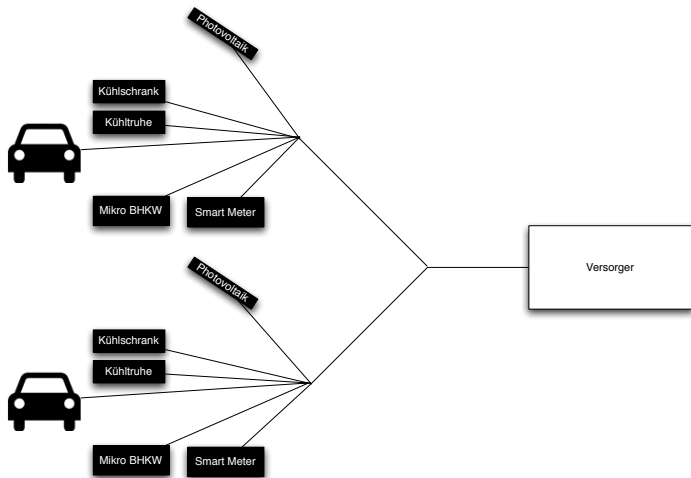 Photovoltaik
Kühlschrank
Kühltruhe
Mikro BHKW
Smart Meter
Versorger
Photovoltaik
Kühlschrank
Kühltruhe
Mikro BHKW
Smart Meter